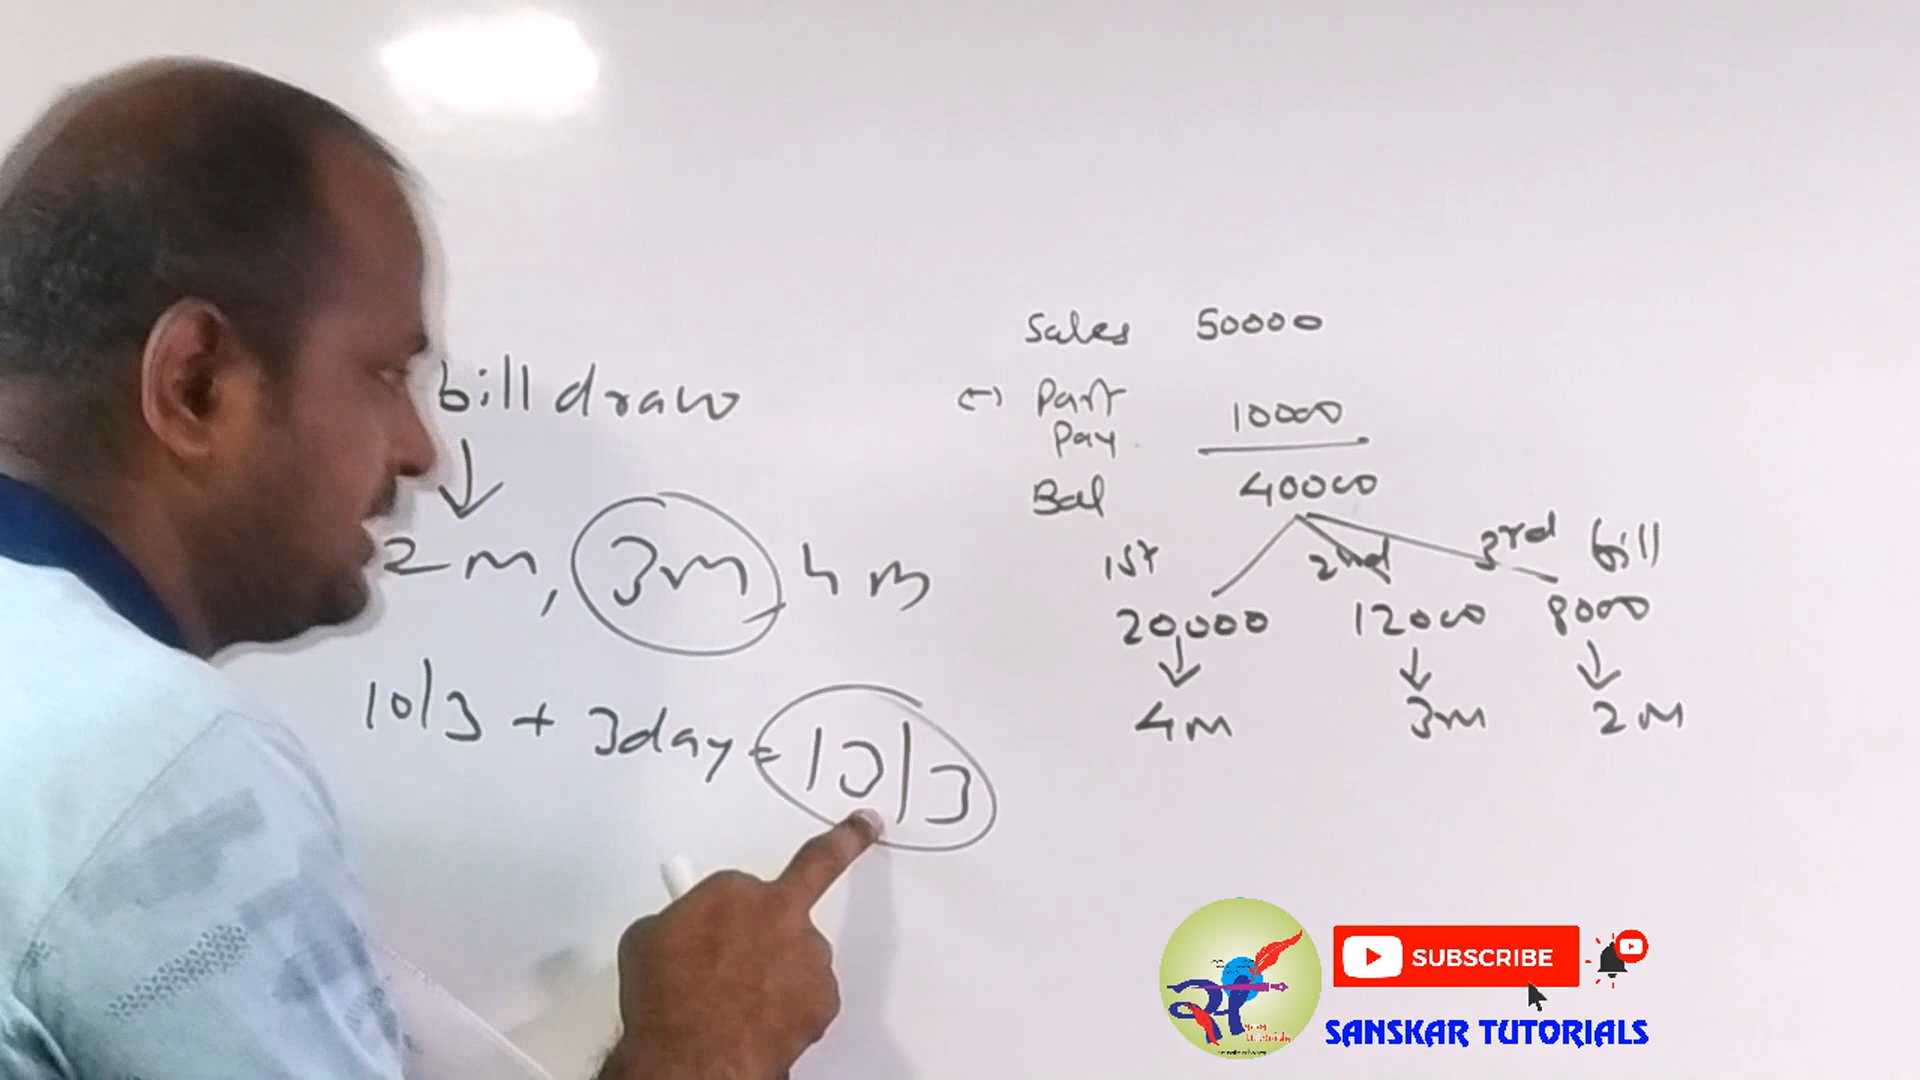 bill draw
2m, 3m, 4m
10/3 + 3day = 10/3
Sales 50000
(-) Part Pay 10000
Bal 40000
1st 2nd 3rd bill
20,000 12000 8000
4m 3m 2m
SUBSCRIBE
SANSKAR TUTORIALS